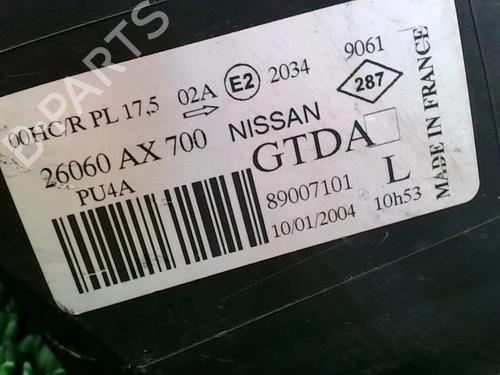 00HC/R PL 17,5 02A E2 2034 9061
287
26060 AX 700 NISSAN
PU4A GTDA
89007101 L
10/01/2004 10h53
MADE IN FRANCE